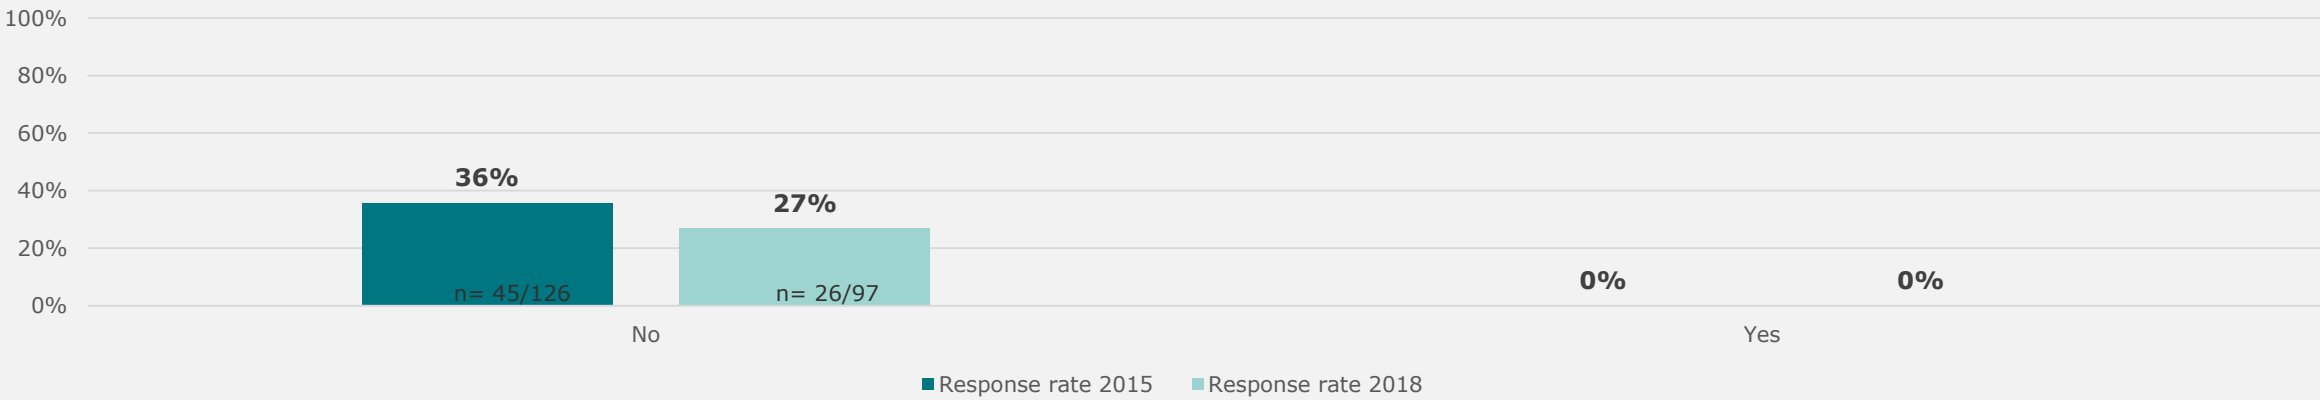 100%
80%
60%
40%
20%
0%
36%
27%
n= 45/126
n= 26/97
0%
0%
No
Yes
Response rate 2015
Response rate 2018